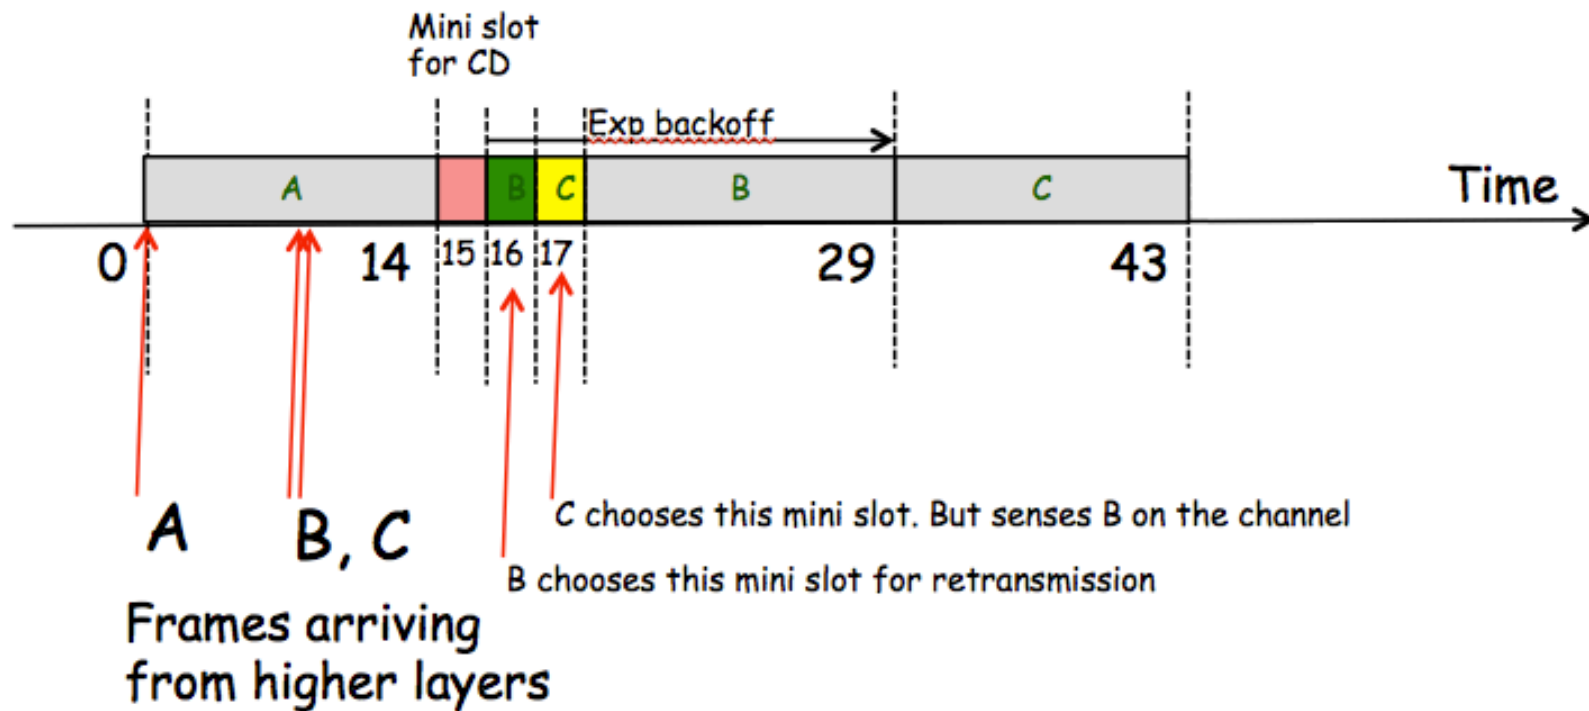 Mini slot
for CD
Exp backoff
A
B
C
B
C
Time
0
14
15
16
17
29
43
C chooses this mini slot. But senses B on the channel
A
B, C
B chooses this mini slot for retransmission
Frames arriving
from higher layers